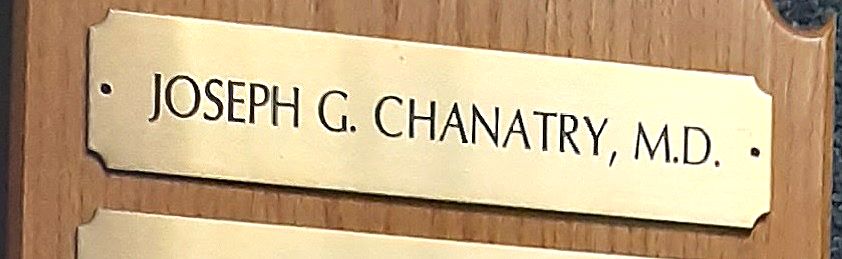 JOSEPH G. CHANATRY, M.D.